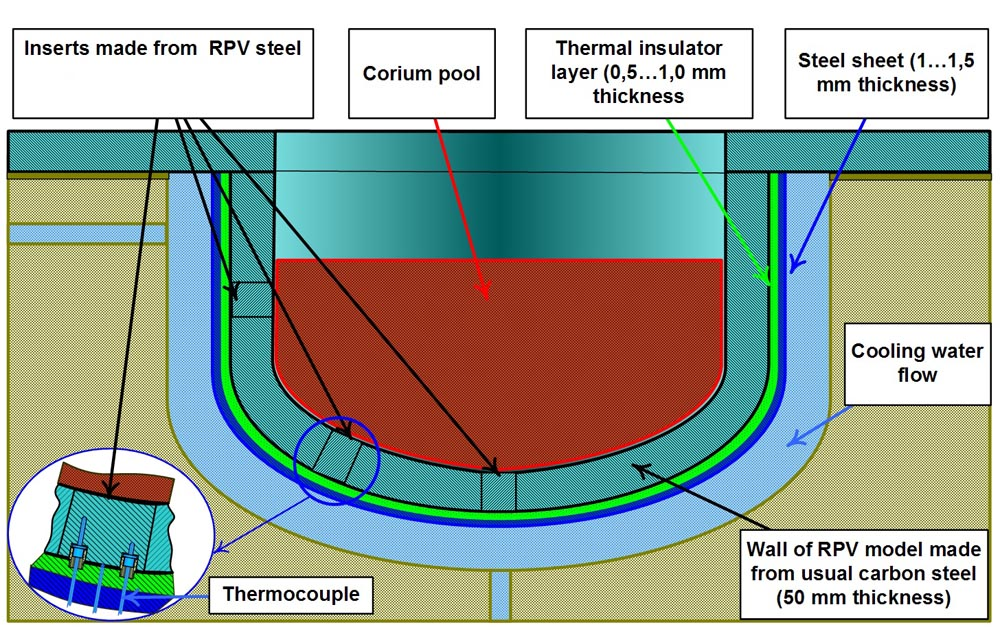 Inserts made from RPV steel
Corium pool
Thermal insulator
layer (0,5…1,0 mm
thickness
Steel sheet (1…1,5
mm thickness)
Cooling water
flow
Wall of RPV model made
from usual carbon steel
(50 mm thickness)
Thermocouple